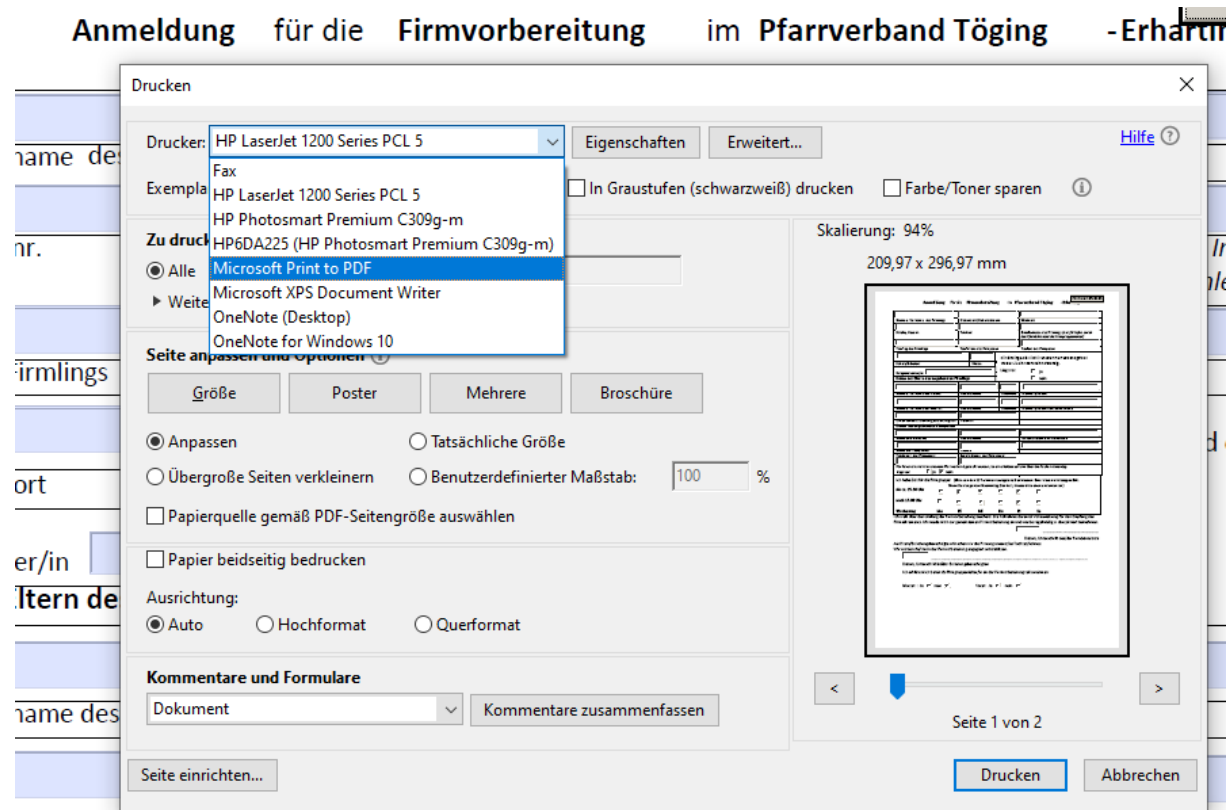 Anmeldung für die Firmvorbereitung im Pfarrverband Töging -Erhartin
Drucken
Drucker: HP LaserJet 1200 Series PCL 5 Eigenschaften Erweitert... Hilfe
name des
Fax
Exempla HP LaserJet 1200 Series PCL 5 In Graustufen (schwarzweiß) drucken Farbe/Toner sparen
HP Photosmart Premium C309g-m
Zu druck HP6DA225 (HP Photosmart Premium C309g-m) Skalierung: 94%
nr.
Alle Microsoft Print to PDF 209,97 x 296,97 mm
Weite Microsoft XPS Document Writer
OneNote (Desktop)
OneNote for Windows 10
Seite anpassen und Optionen
Firmlings
Größe Poster Mehrere Broschüre
Anpassen Tatsächliche Größe
Übergroße Seiten verkleinern Benutzerdefinierter Maßstab: 100 %
ort
Papierquelle gemäß PDF-Seitengröße auswählen
er/in Papier beidseitig bedrucken
Eltern de
Ausrichtung:
Auto Hochformat Querformat
Kommentare und Formulare
name des Dokument Kommentare zusammenfassen
< >
Seite 1 von 2
Seite einrichten... Drucken Abbrechen